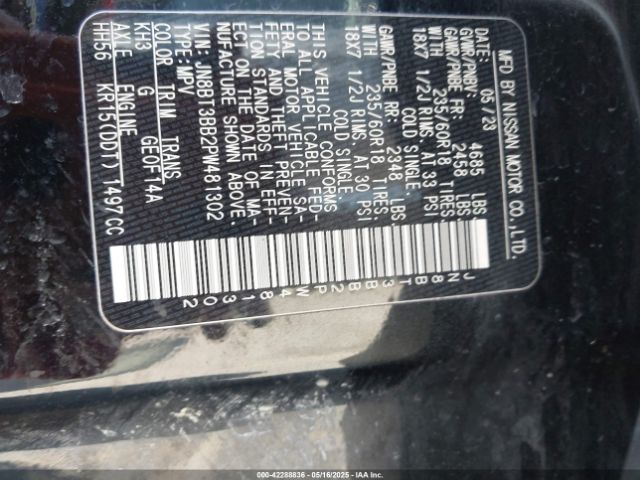 MFD BY NISSAN MOTOR CO.,LTD.
DATE: 05 / 23
GVWR/PNBV: 4685 LBS
GAWR/PNBE FR: 2458 LBS
WITH 235/60R18 TIRES
18X7 1/2J RIMS, AT 33 PSI
COLD SINGLE.
GAWR/PNBE RR: 2348 LBS
WITH 235/60R18 TIRES
18X7 1/2J RIMS, AT 30 PSI
COLD SINGLE.
THIS VEHICLE CONFORMS
TO ALL APPLICABLE FED-
ERAL MOTOR VEHICLE SA-
FETY AND THEFT PREVEN-
TION STANDARDS IN EFF-
ECT ON THE DATE OF MA-
NUFACTURE SHOWN ABOVE.
VIN: JN8BT3BB2PW481302
TYPE: MPV
COLOR TRIM TRANS
KH3 G GE0F14A
AXLE ENGINE
HH56 KR15(DDT) 1497CC
JN8BT3BB2PW481302
000-42288836 - 05/16/2025 - IAA Inc.